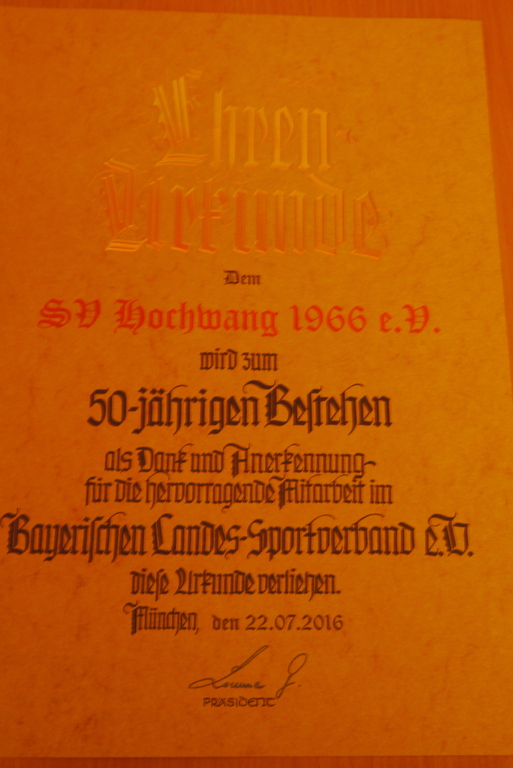 Ehren-
Urkunde
Dem
SV Hochwang 1966 e.V.
wird zum
50-jährigen Bestehen
als Dank und Anerkennung
für die hervorragende Mitarbeit im
Bayerischen Landes-Sportverband e.V.
diese Urkunde verliehen.
München, den 22.07.2016
PRÄSIDENT